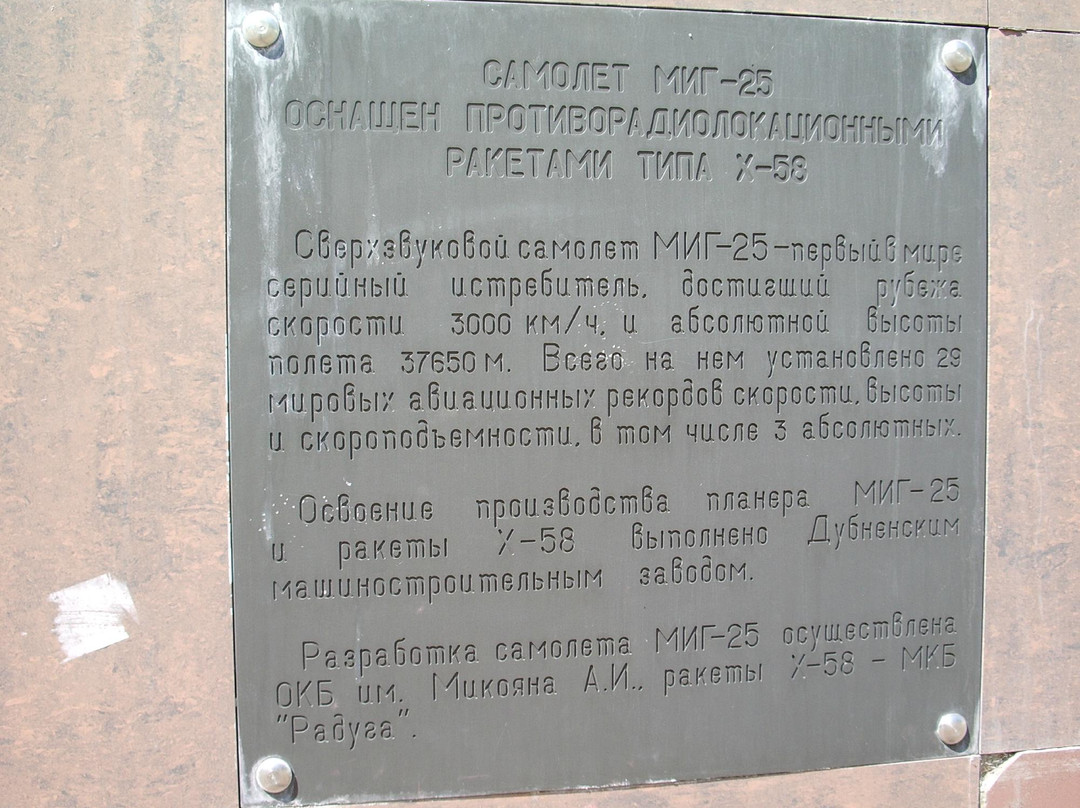 САМОЛЕТ МИГ-25
ОСНАЩЕН ПРОТИВОРАДИОЛОКАЦИОННЫМИ
РАКЕТАМИ ТИПА Х-58
Сверхзвуковой самолет МИГ-25-первый в мире
серийный истребитель, достигший рубежа
скорости 3000 км/ч, и абсолютной высоты
полета 37650 м. Всего на нем установлено 29
мировых авиационных рекордов скорости, высоты
и скороподъемности, в том числе 3 абсолютных.
Освоение производства планера МИГ-25
и ракеты Х-58 выполнено Дубненским
машиностроительным заводом.
Разработка самолета МИГ-25 осуществлена
ОКБ им. Микояна А.И., ракеты Х-58 - МКБ
"Радуга".